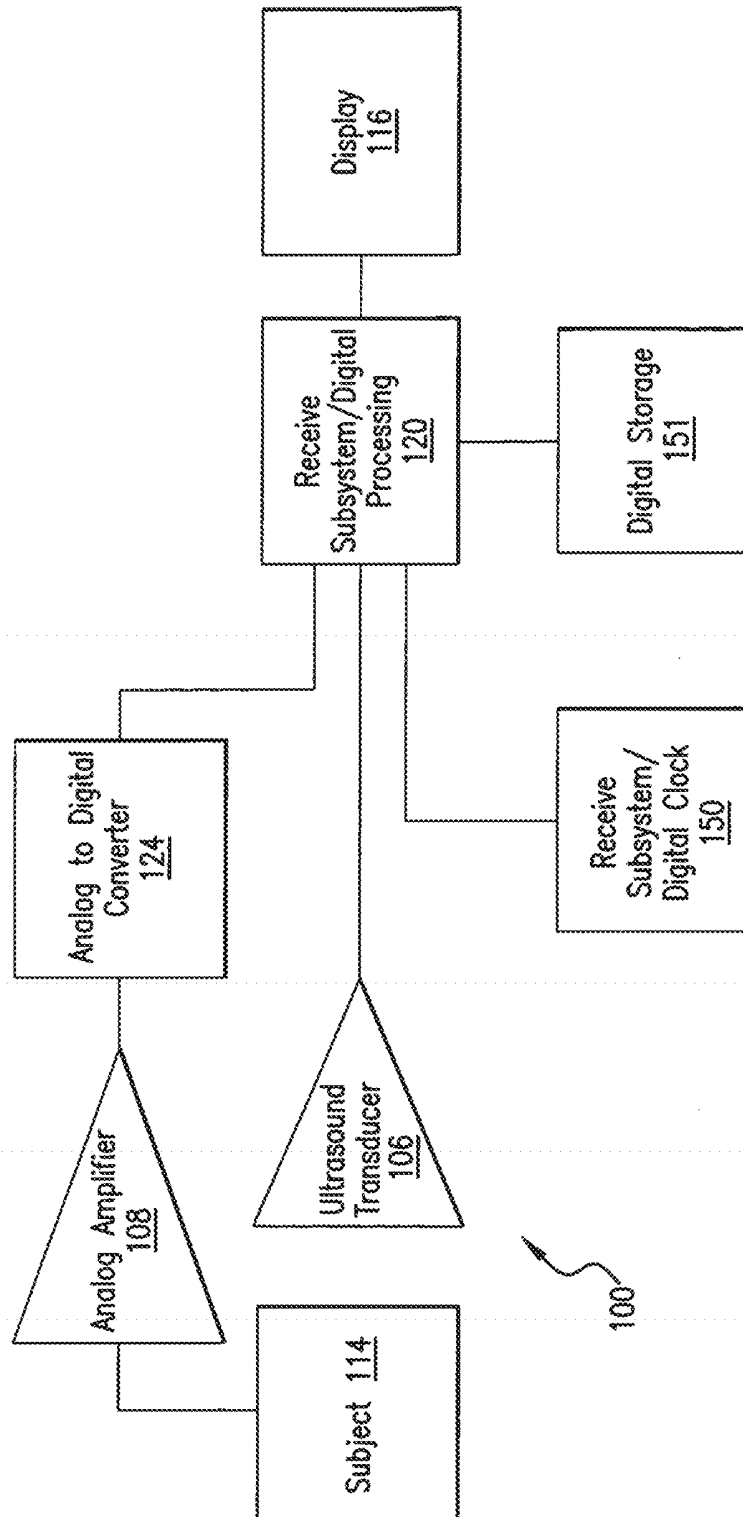 Subject 114
Analog Amplifier
108
Ultrasound
Transducer
106
Analog to Digital
Converter
124
Receive
Subsystem/
Digital Clock
150
Receive
Subsystem/Digital
Processing
120
Digital Storage
151
Display
116
100